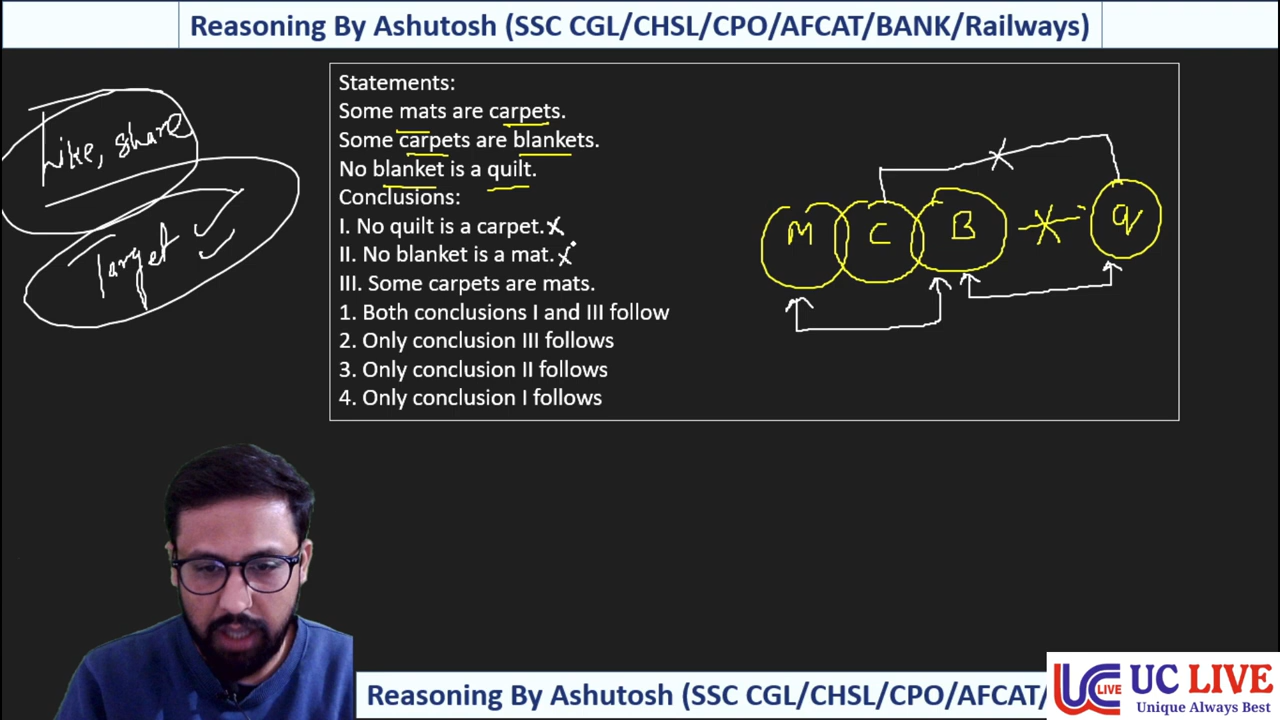 Reasoning By Ashutosh (SSC CGL/CHSL/CPO/AFCAT/BANK/Railways)
Like, share
Target
Statements:
Some mats are carpets.
Some carpets are blankets.
No blanket is a quilt.
Conclusions:
I. No quilt is a carpet.
II. No blanket is a mat.
III. Some carpets are mats.
1. Both conclusions I and III follow
2. Only conclusion III follows
3. Only conclusion II follows
4. Only conclusion I follows
M C B q
Reasoning By Ashutosh (SSC CGL/CHSL/CPO/AFCAT/
UC LIVE UC LIVE
Unique Always Best